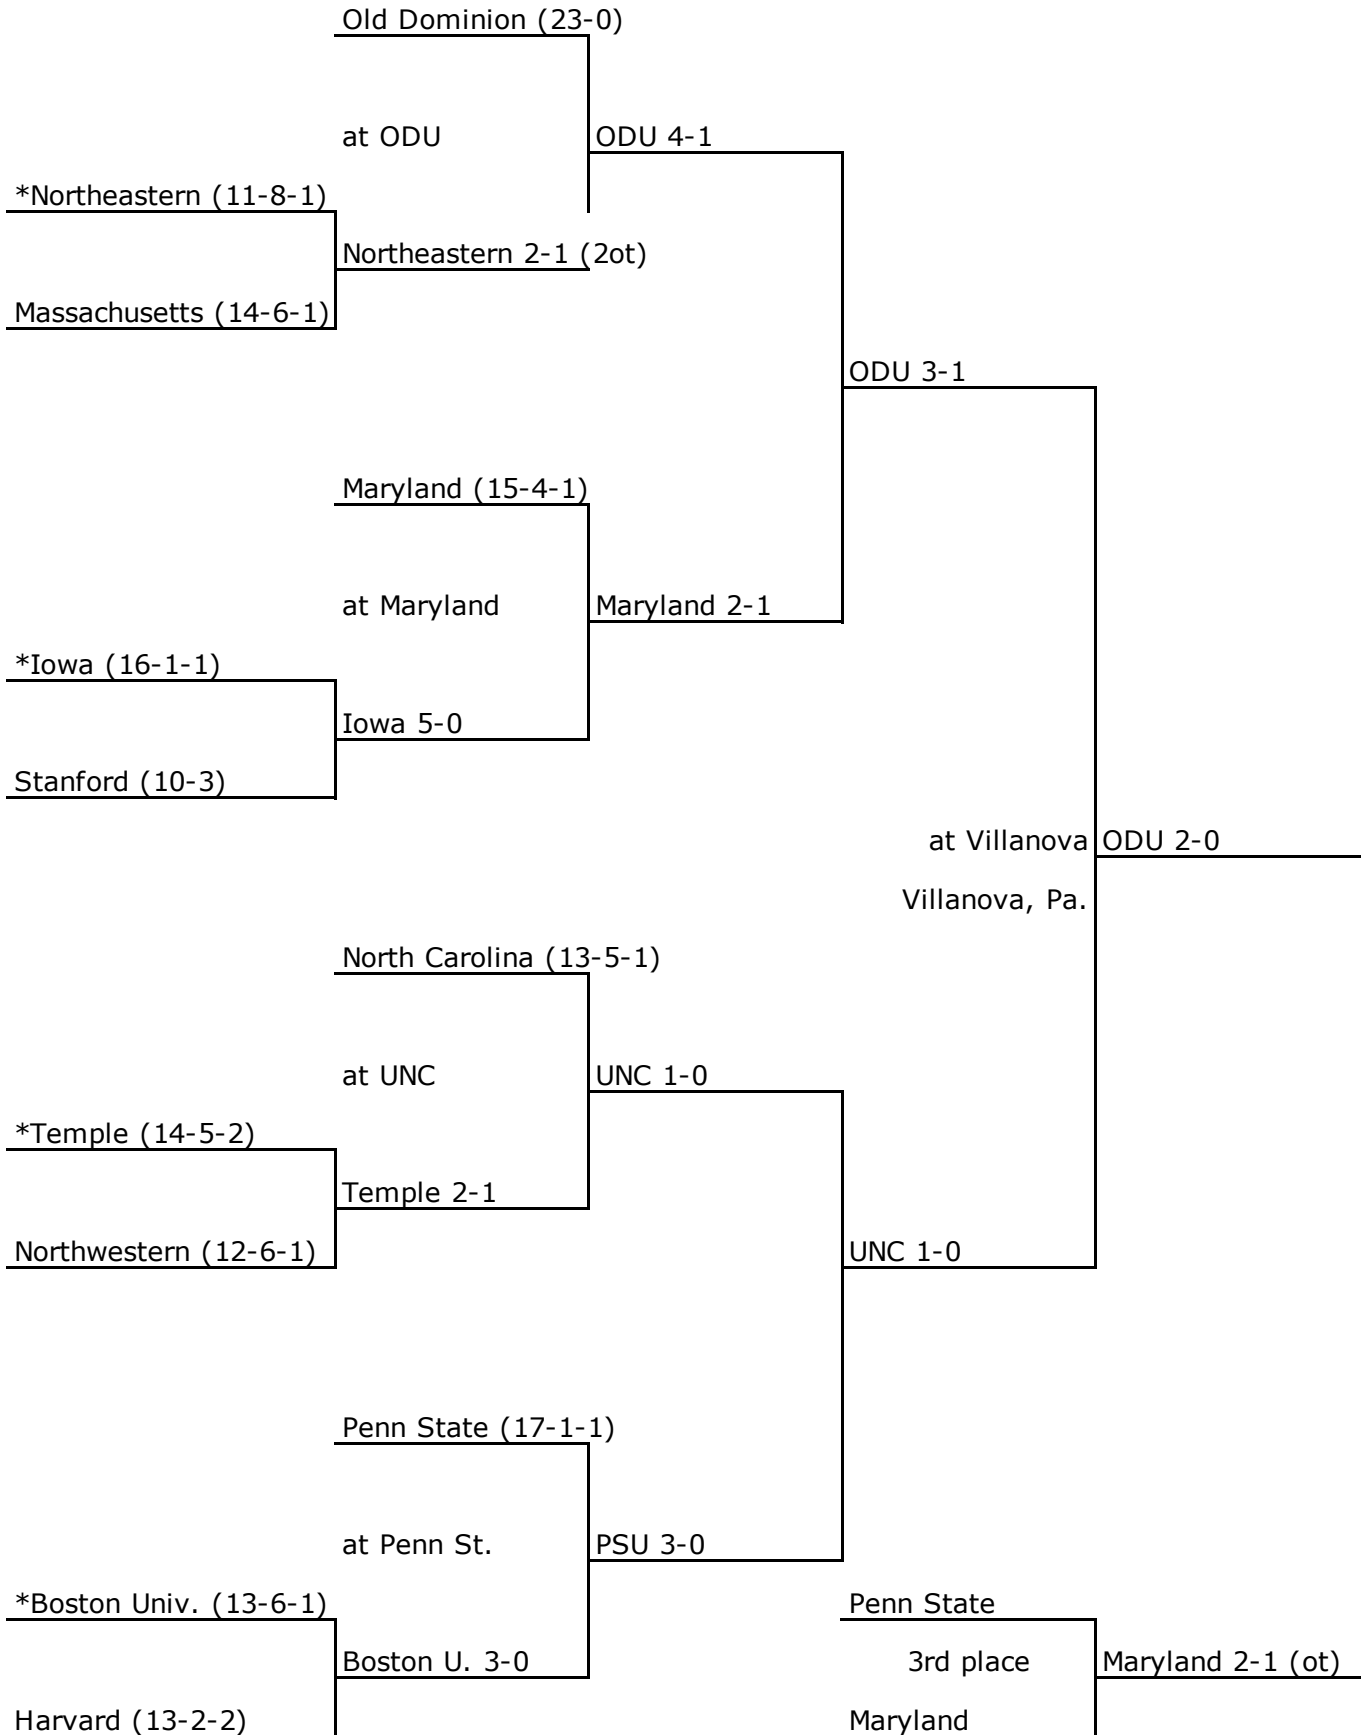 Old Dominion (23-0)
at ODU
ODU 4-1
*Northeastern (11-8-1)
Northeastern 2-1 (2ot)
Massachusetts (14-6-1)
ODU 3-1
Maryland (15-4-1)
at Maryland
Maryland 2-1
*Iowa (16-1-1)
Iowa 5-0
Stanford (10-3)
at Villanova
ODU 2-0
Villanova, Pa.
North Carolina (13-5-1)
at UNC
UNC 1-0
*Temple (14-5-2)
Temple 2-1
Northwestern (12-6-1)
UNC 1-0
Penn State (17-1-1)
at Penn St.
PSU 3-0
*Boston Univ. (13-6-1)
Penn State
Boston U. 3-0
3rd place
Maryland 2-1 (ot)
Harvard (13-2-2)
Maryland